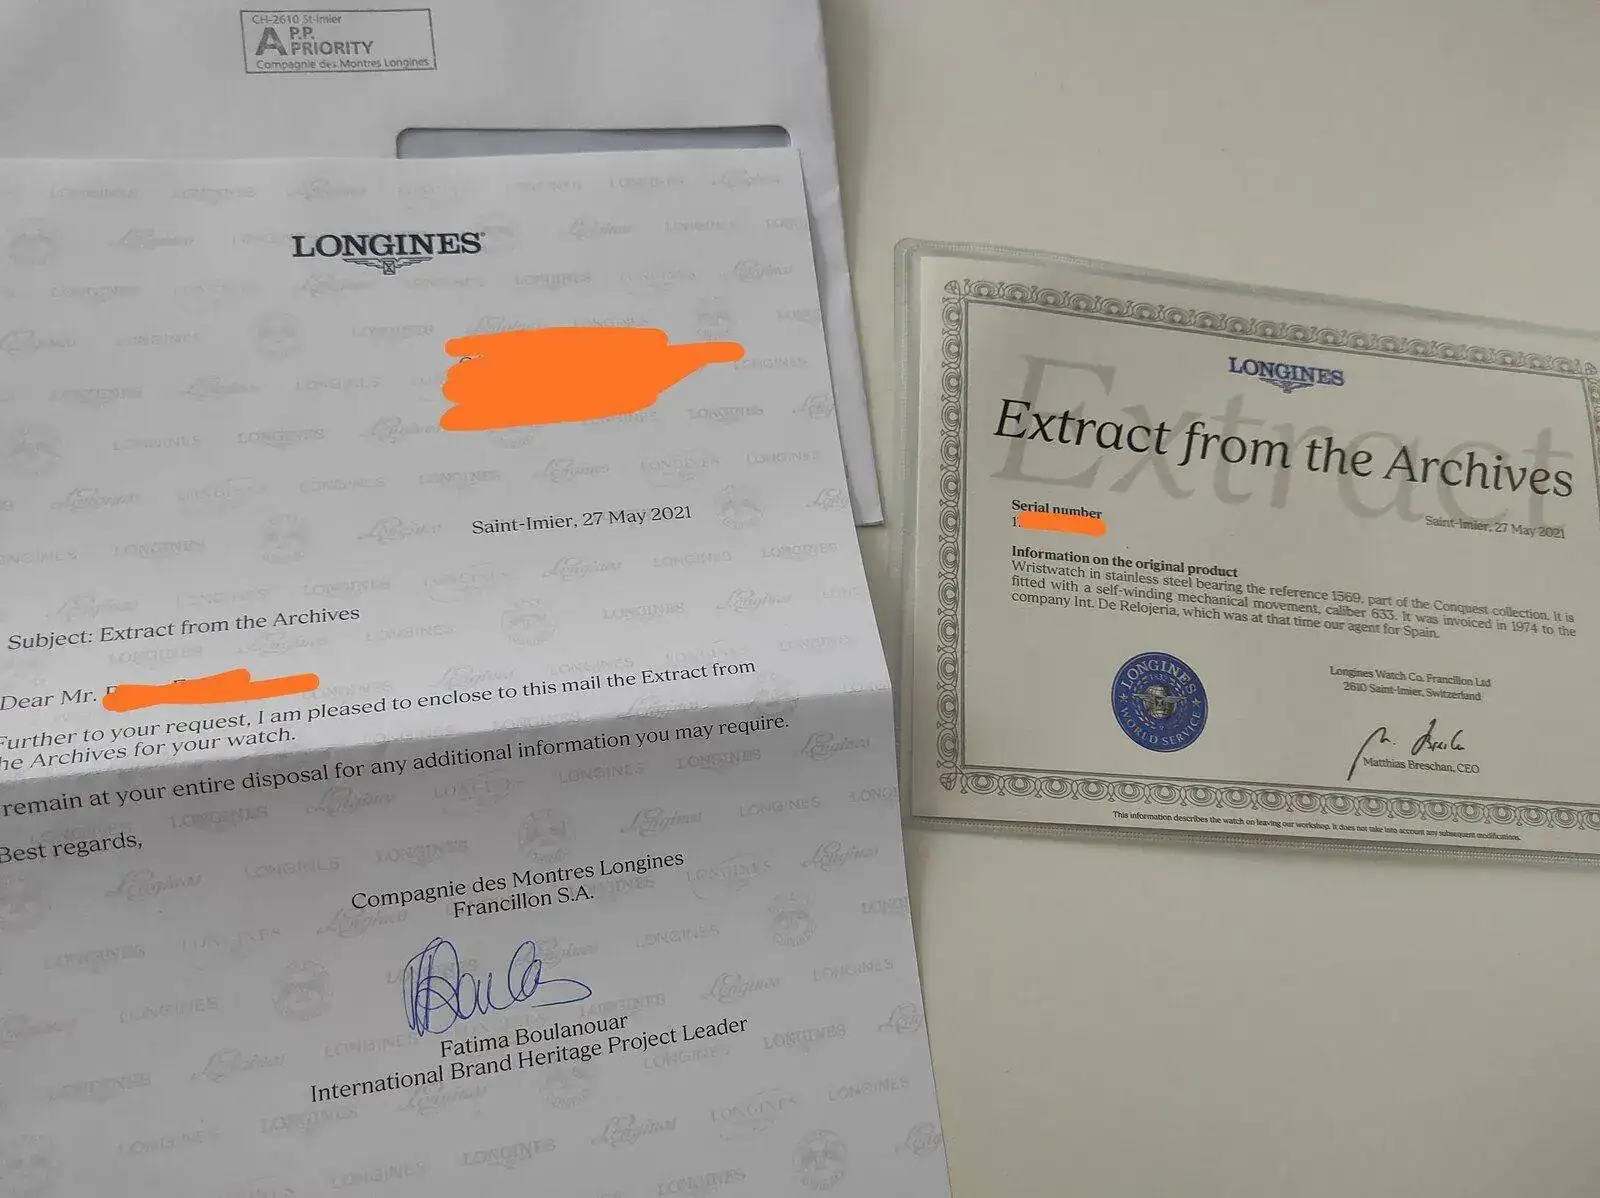 CH-2610 St-Imier
A P.P.
PRIORITY
Compagnie des Montres Longines
LONGINES
Saint-Imier, 27 May 2021
Subject: Extract from the Archives
Dear Mr.
Further to your request, I am pleased to enclose to this mail the Extract from
the Archives for your watch.
remain at your entire disposal for any additional information you may require.
Best regards,
Compagnie des Montres Longines
Francillon S.A.
Fatima Boulanouar
International Brand Heritage Project Leader
LONGINES
Extract
Extract from the Archives
Serial number
1.
Saint-Imier, 27 May 2021
Information on the original product
Wristwatch in stainless steel bearing the reference 1569, part of the Conquest collection. It is
fitted with a self-winding mechanical movement, caliber 633. It was invoiced in 1974 to the
company Int. De Relojeria, which was at that time our agent for Spain.
LONGINES
WORLD SERVICE
Longines Watch Co. Francillon Ltd
2610 Saint-Imier, Switzerland
Matthias Breschan, CEO
This information describes the watch on leaving our workshop. It does not take into account any subsequent modifications.